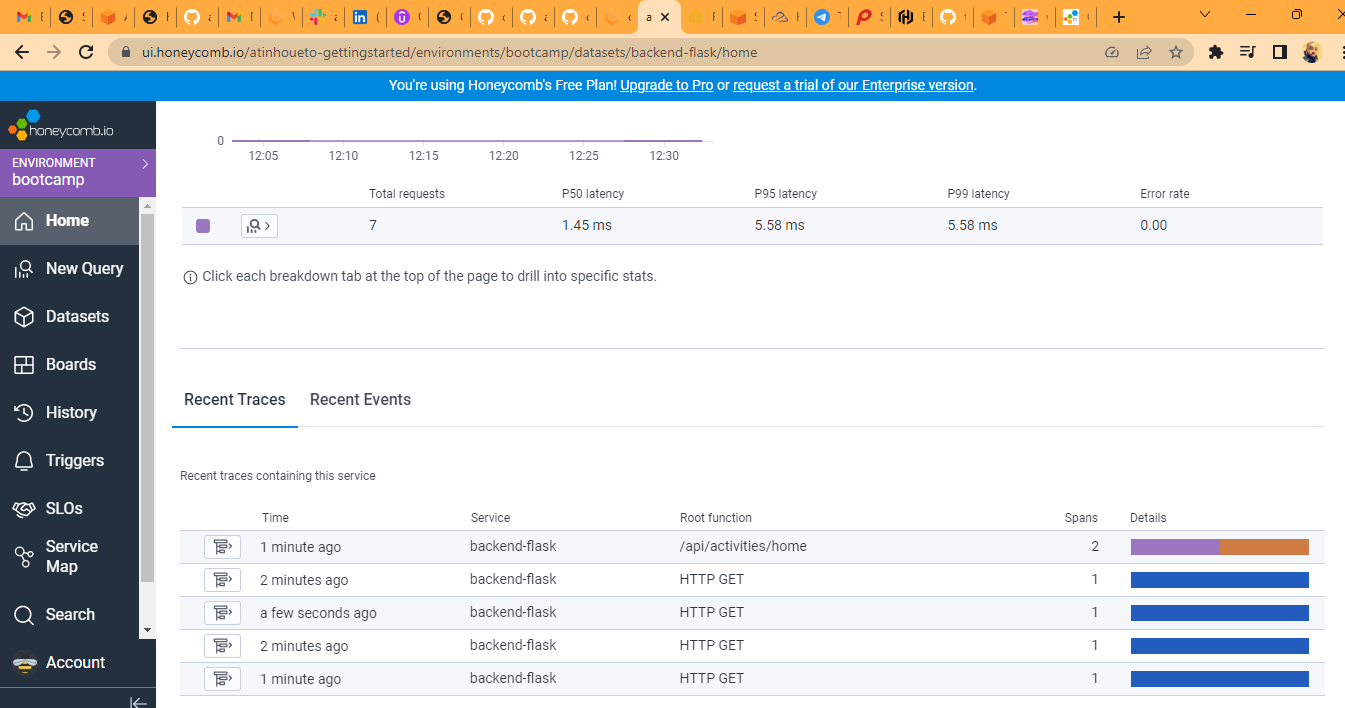 ui.honeycomb.io/atinhoueto-gettingstarted/environments/bootcamp/datasets/backend-flask/home
You're using Honeycomb's Free Plan! Upgrade to Pro or request a trial of our Enterprise version.
honeycomb.io
ENVIRONMENT
bootcamp
Home
New Query
Datasets
Boards
History
Triggers
SLOs
Service
Map
Search
Account
0
12:05 12:10 12:15 12:20 12:25 12:30
Total requests P50 latency P95 latency P99 latency Error rate
7 1.45 ms 5.58 ms 5.58 ms 0.00
Click each breakdown tab at the top of the page to drill into specific stats.
Recent Traces Recent Events
Recent traces containing this service
Time Service Root function Spans Details
1 minute ago backend-flask /api/activities/home 2
2 minutes ago backend-flask HTTP GET 1
a few seconds ago backend-flask HTTP GET 1
2 minutes ago backend-flask HTTP GET 1
1 minute ago backend-flask HTTP GET 1